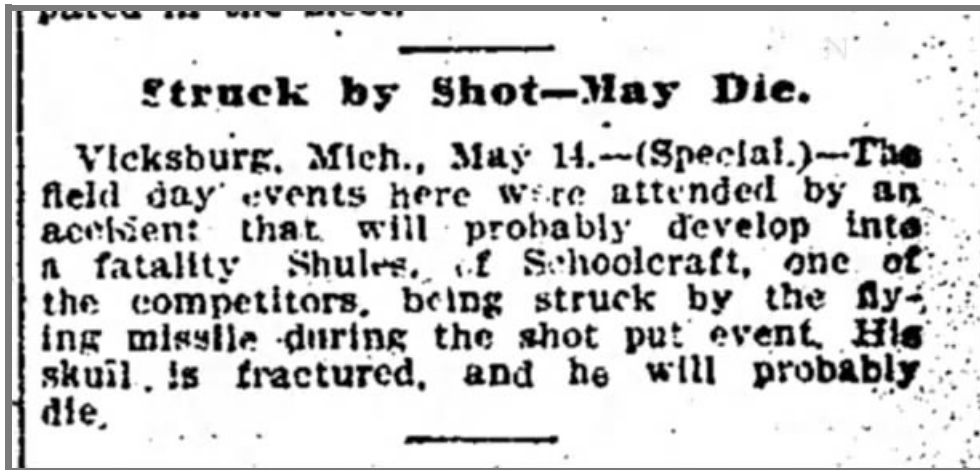 Struck by Shot—May Die.
Vicksburg, Mich., May 14.—(Special.)—The
field day events here were attended by an
accident that will probably develop into
a fatality Shules, of Schoolcraft, one of
the competitors, being struck by the fly-
ing missile during the shot put event. His
skull is fractured, and he will probably
die.